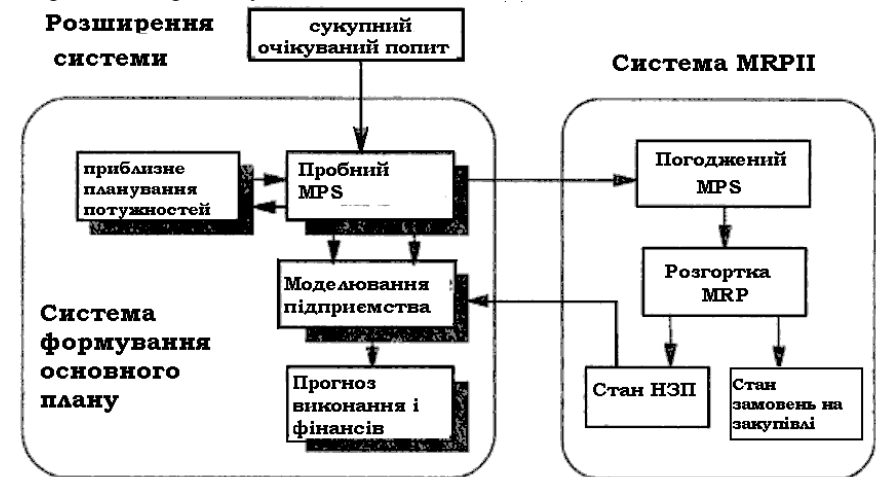 Розширення
системи
сукупний
очікуваний попит
Система MRPII
приблизне
планування
потужностей
Пробний
MPS
Погоджений
MPS
Моделювання
підприємства
Розгортка
MRP
Система
формування
основного
плану
Прогноз
виконання і
фінансів
Стан НЗП
Стан
замовень на
закупівлі